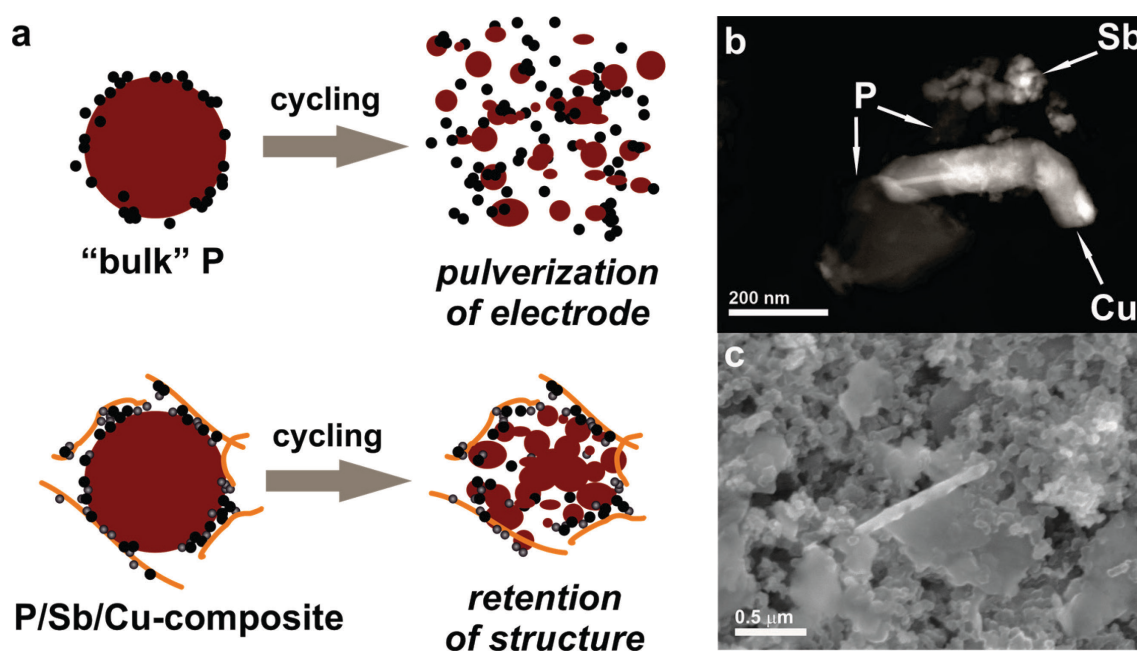 a
cycling
“bulk” P
pulverization
of electrode
cycling
P/Sb/Cu-composite
retention
of structure
b
Sb
P
Cu
200 nm
c
0.5 μm